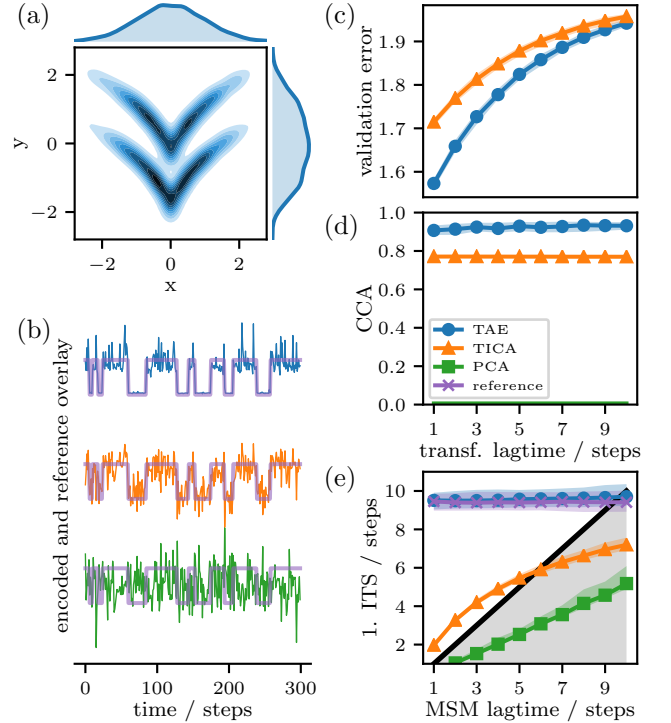 (a)
2
0
−2
y
−2
0
2
x
(b)
encoded and reference overlay
0
100
200
300
time / steps
(c)
1.9
1.8
1.7
1.6
validation error
(d)
1.0
0.8
0.6
0.4
0.2
0.0
CCA
TAE
TICA
PCA
reference
1
3
5
7
9
transf. lagtime / steps
(e)
10
8
6
4
2
1. ITS / steps
1
3
5
7
9
MSM lagtime / steps